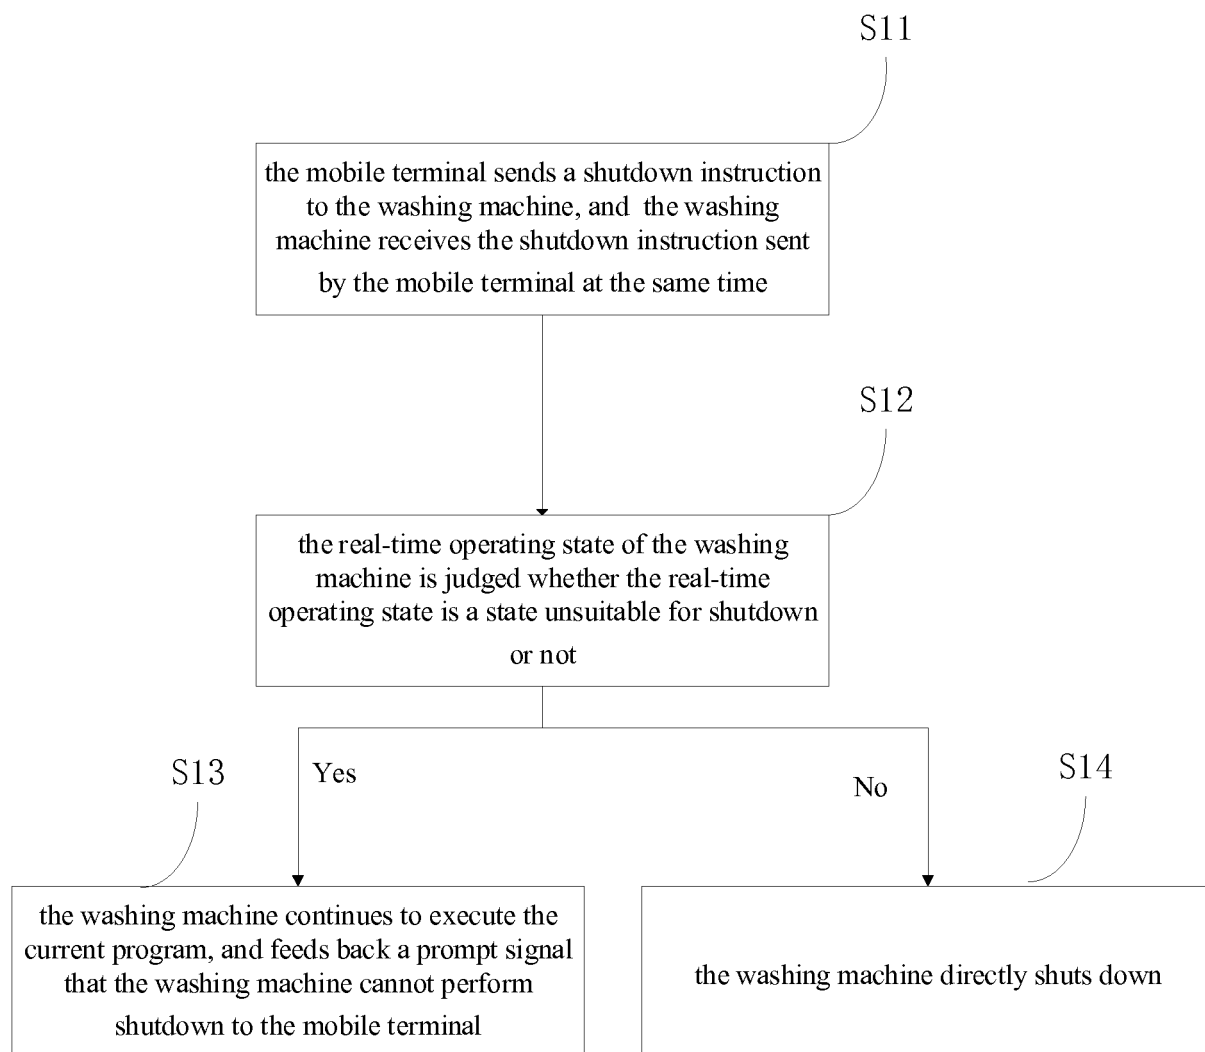 S11
the mobile terminal sends a shutdown instruction
to the washing machine, and the washing
machine receives the shutdown instruction sent
by the mobile terminal at the same time
S12
the real-time operating state of the washing
machine is judged whether the real-time
operating state is a state unsuitable for shutdown
or not
S13
Yes
No
S14
the washing machine continues to execute the
current program, and feeds back a prompt signal
that the washing machine cannot perform
shutdown to the mobile terminal
the washing machine directly shuts down